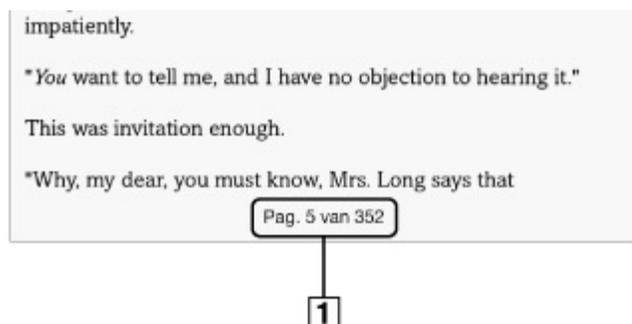 impatiently.
"You want to tell me, and I have no objection to hearing it."
This was invitation enough.
"Why, my dear, you must know, Mrs. Long says that
Pag. 5 van 352
1